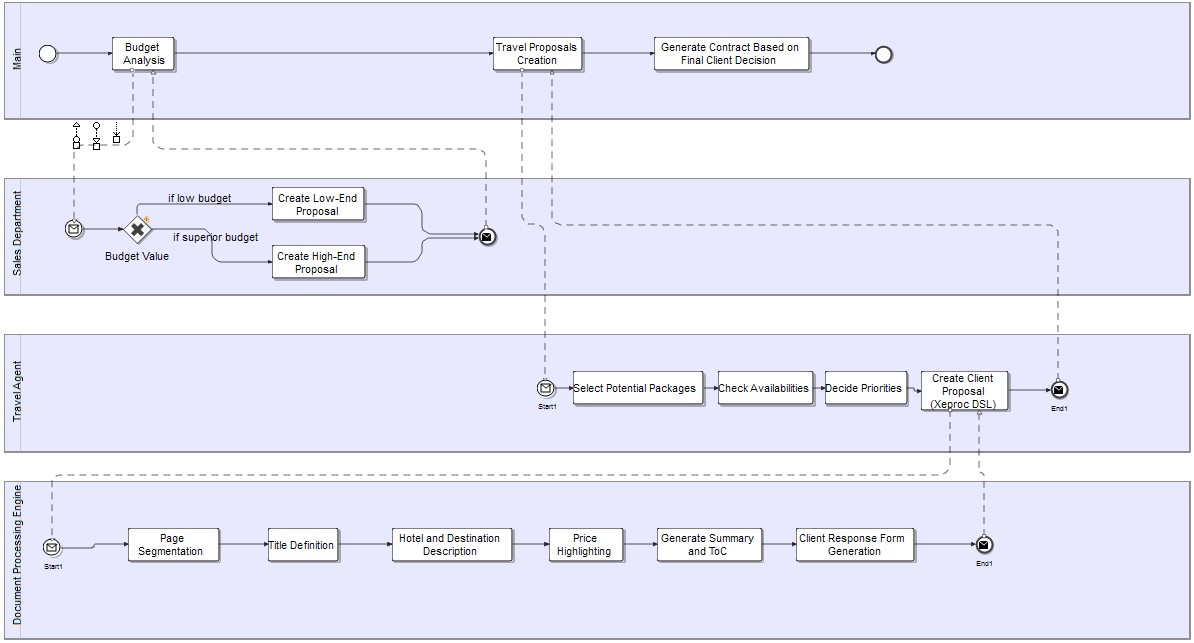 Main
Budget
Analysis
Travel Proposals
Creation
Generate Contract Based on
Final Client Decision
Sales Department
if low budget
Create Low-End
Proposal
if superior budget
Budget Value
Create High-End
Proposal
Travel Agent
Start1
Select Potential Packages
Check Availabilities
Decide Priorities
Create Client
Proposal
(Xeproc DSL)
End1
Document Processing Engine
Start1
Page
Segmentation
Title Definition
Hotel and Destination
Description
Price
Highlighting
Generate Summary
and ToC
Client Response Form
Generation
End1